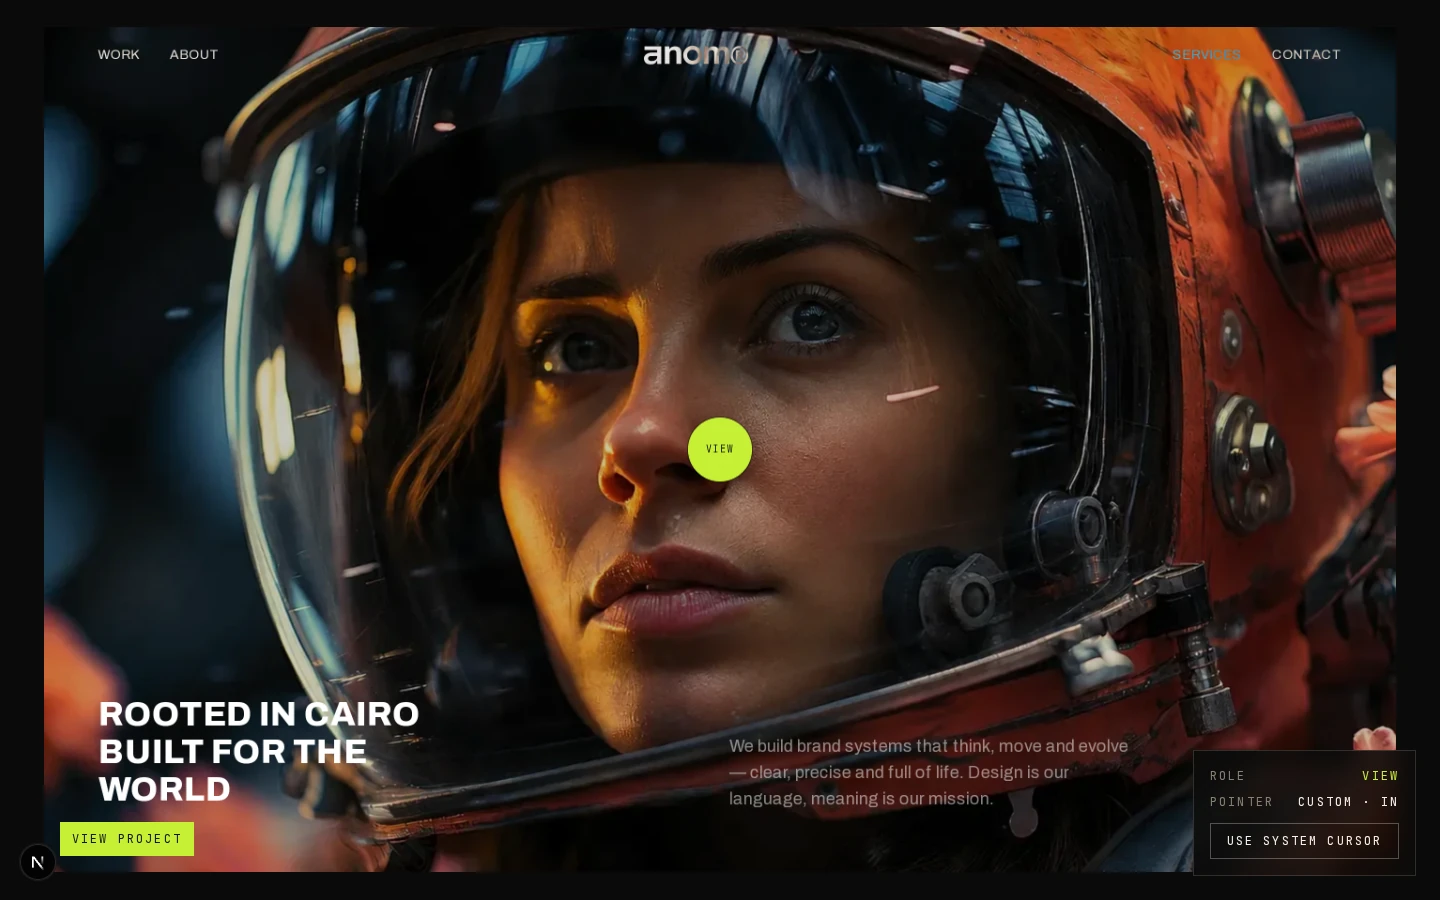 WORK
ABOUT
anomo
SERVICES
CONTACT
VIEW
ROOTED IN CAIRO
BUILT FOR THE
WORLD
We build brand systems that think, move and evolve
— clear, precise and full of life. Design is our
language, meaning is our mission.
VIEW PROJECT
N
ROLE VIEW
POINTER CUSTOM · IN
USE SYSTEM CURSOR